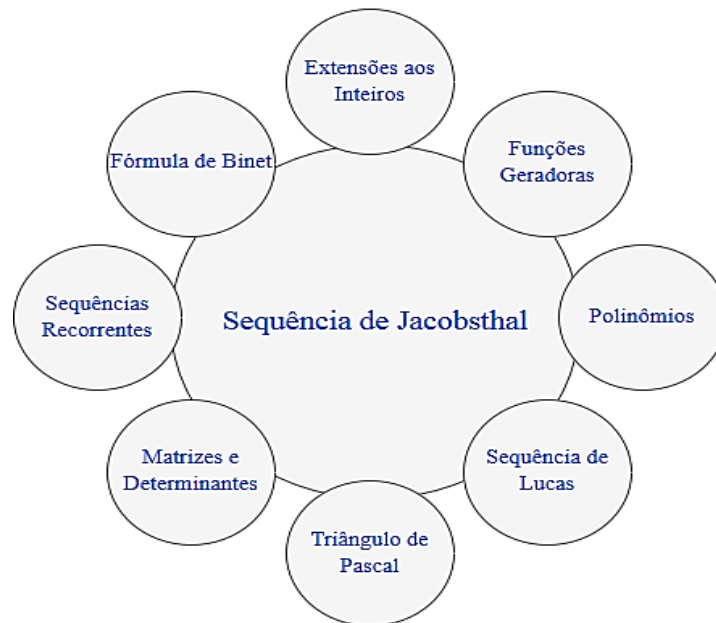 Extensões aos
Inteiros
Funções
Geradoras
Polinômios
Sequência de
Lucas
Triângulo de
Pascal
Matrizes e
Determinantes
Sequências
Recorrentes
Fórmula de Binet
Sequência de Jacobsthal